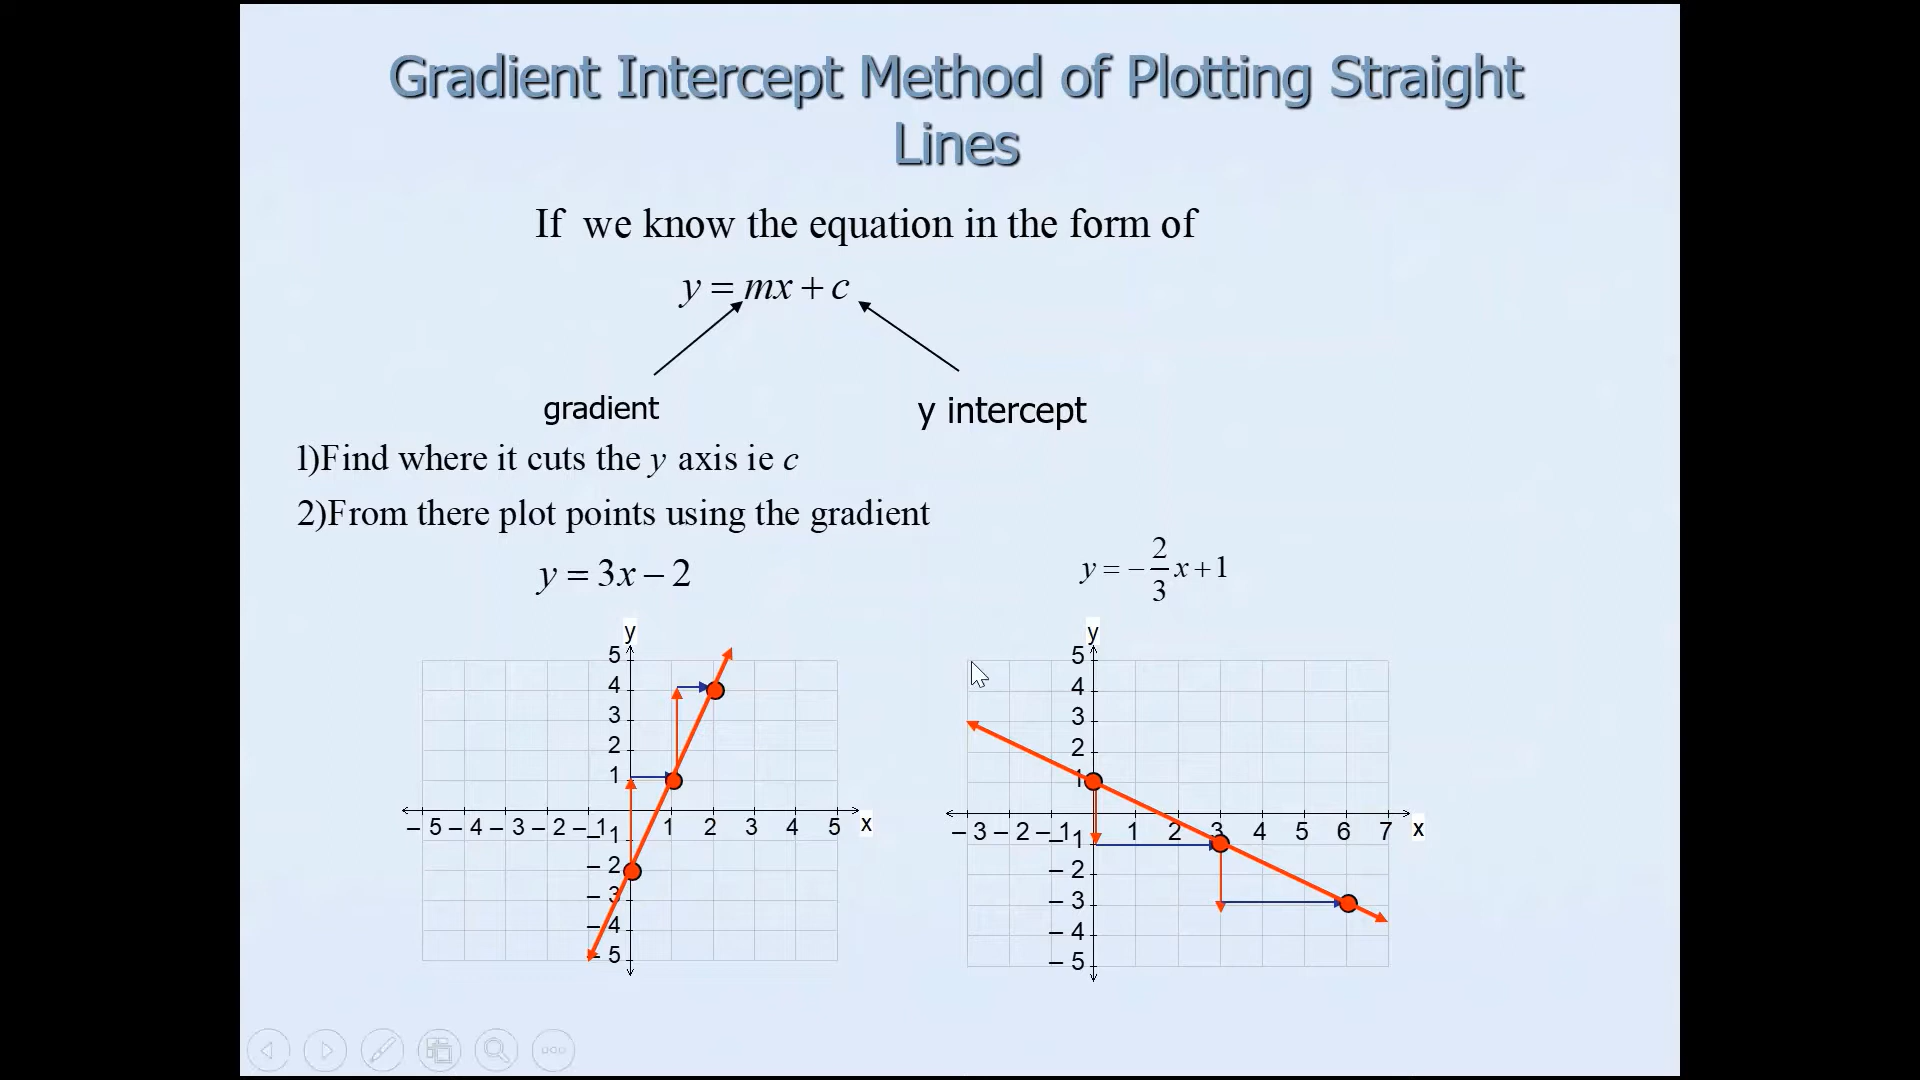 Gradient Intercept Method of Plotting Straight
Lines
If we know the equation in the form of
y = mx + c
gradient
y intercept
1)Find where it cuts the y axis ie c
2)From there plot points using the gradient
y = 3x – 2
y = –2/3x + 1
y
5
4
3
2
1
– 5 – 4 – 3 – 2 – 1 1 2 3 4 5 x
– 1
– 2
– 3
– 4
– 5
y
5
4
3
2
1
– 3 – 2 – 1 1 2 3 4 5 6 7 x
– 1
– 2
– 3
– 4
– 5